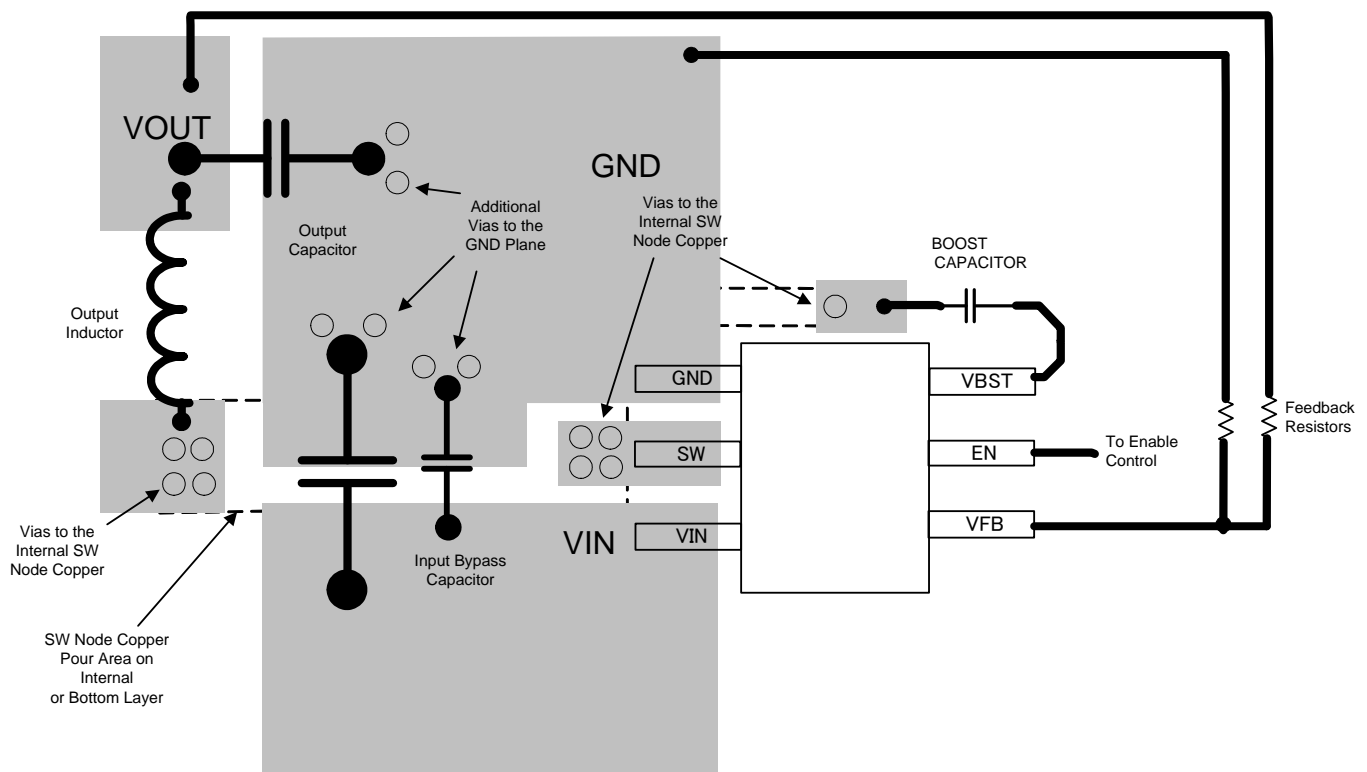 VOUT
GND
Output
Capacitor
Additional
Vias to the
GND Plane
Vias to the
Internal SW
Node Copper
BOOST
CAPACITOR
Output
Inductor
GND
SW
VIN
VBST
EN
VFB
To Enable
Control
Feedback
Resistors
VIN
Input Bypass
Capacitor
Vias to the
Internal SW
Node Copper
SW Node Copper
Pour Area on
Internal
or Bottom Layer